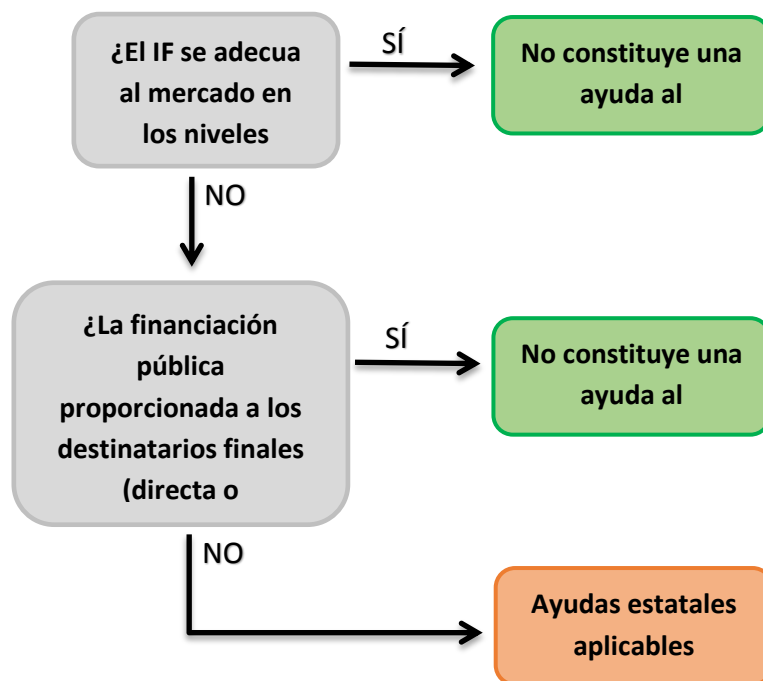 ¿El IF se adecua
al mercado en
los niveles
SÍ
No constituye una
ayuda al
NO
¿La financiación
pública
proporcionada a los
destinatarios finales
(directa o
SÍ
No constituye una
ayuda al
NO
Ayudas estatales
aplicables